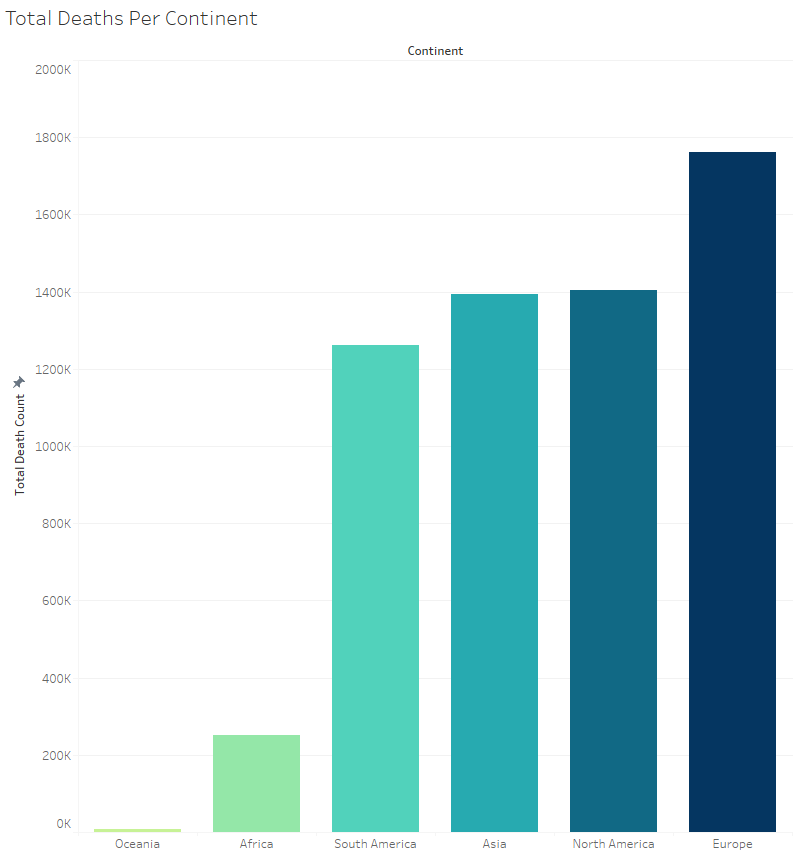 Total Deaths Per Continent
Continent
2000K
1800K
1600K
1400K
1200K
1000K
800K
600K
400K
200K
0K
Total Death Count
Oceania
Africa
South America
Asia
North America
Europe